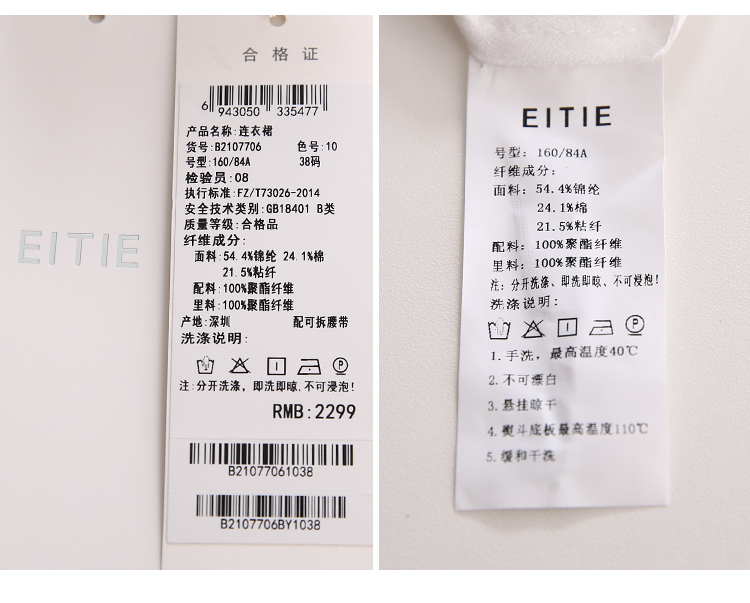 EITIE
合格证
6 943050 335477
产品名称:连衣裙
货号:B2107706 色号:10
号型:160/84A 38码
检验员:08
执行标准:FZ/T73026-2014
安全技术类别:GB18401 B类
质量等级:合格品
纤维成分:
面料:54.4%锦纶 24.1%棉
21.5%粘纤
配料:100%聚酯纤维
里料:100%聚酯纤维
产地:深圳 配可拆腰带
洗涤说明:
P
注:分开洗涤, 即洗即晾,不可浸泡!
RMB:2299
B21077061038
B2107706BY1038
EITIE
号型: 160/84A
纤维成分:
面料: 54.4%锦纶
24.1%棉
21.5%粘纤
配料: 100%聚酯纤维
里料: 100%聚酯纤维
注: 分开洗涤、即洗即晾、不可浸泡!
洗涤说明:
P
1.手洗, 最高温度40℃
2.不可漂白
3.悬挂晾干
4.熨斗底板最高温度110℃
5.缓和干洗